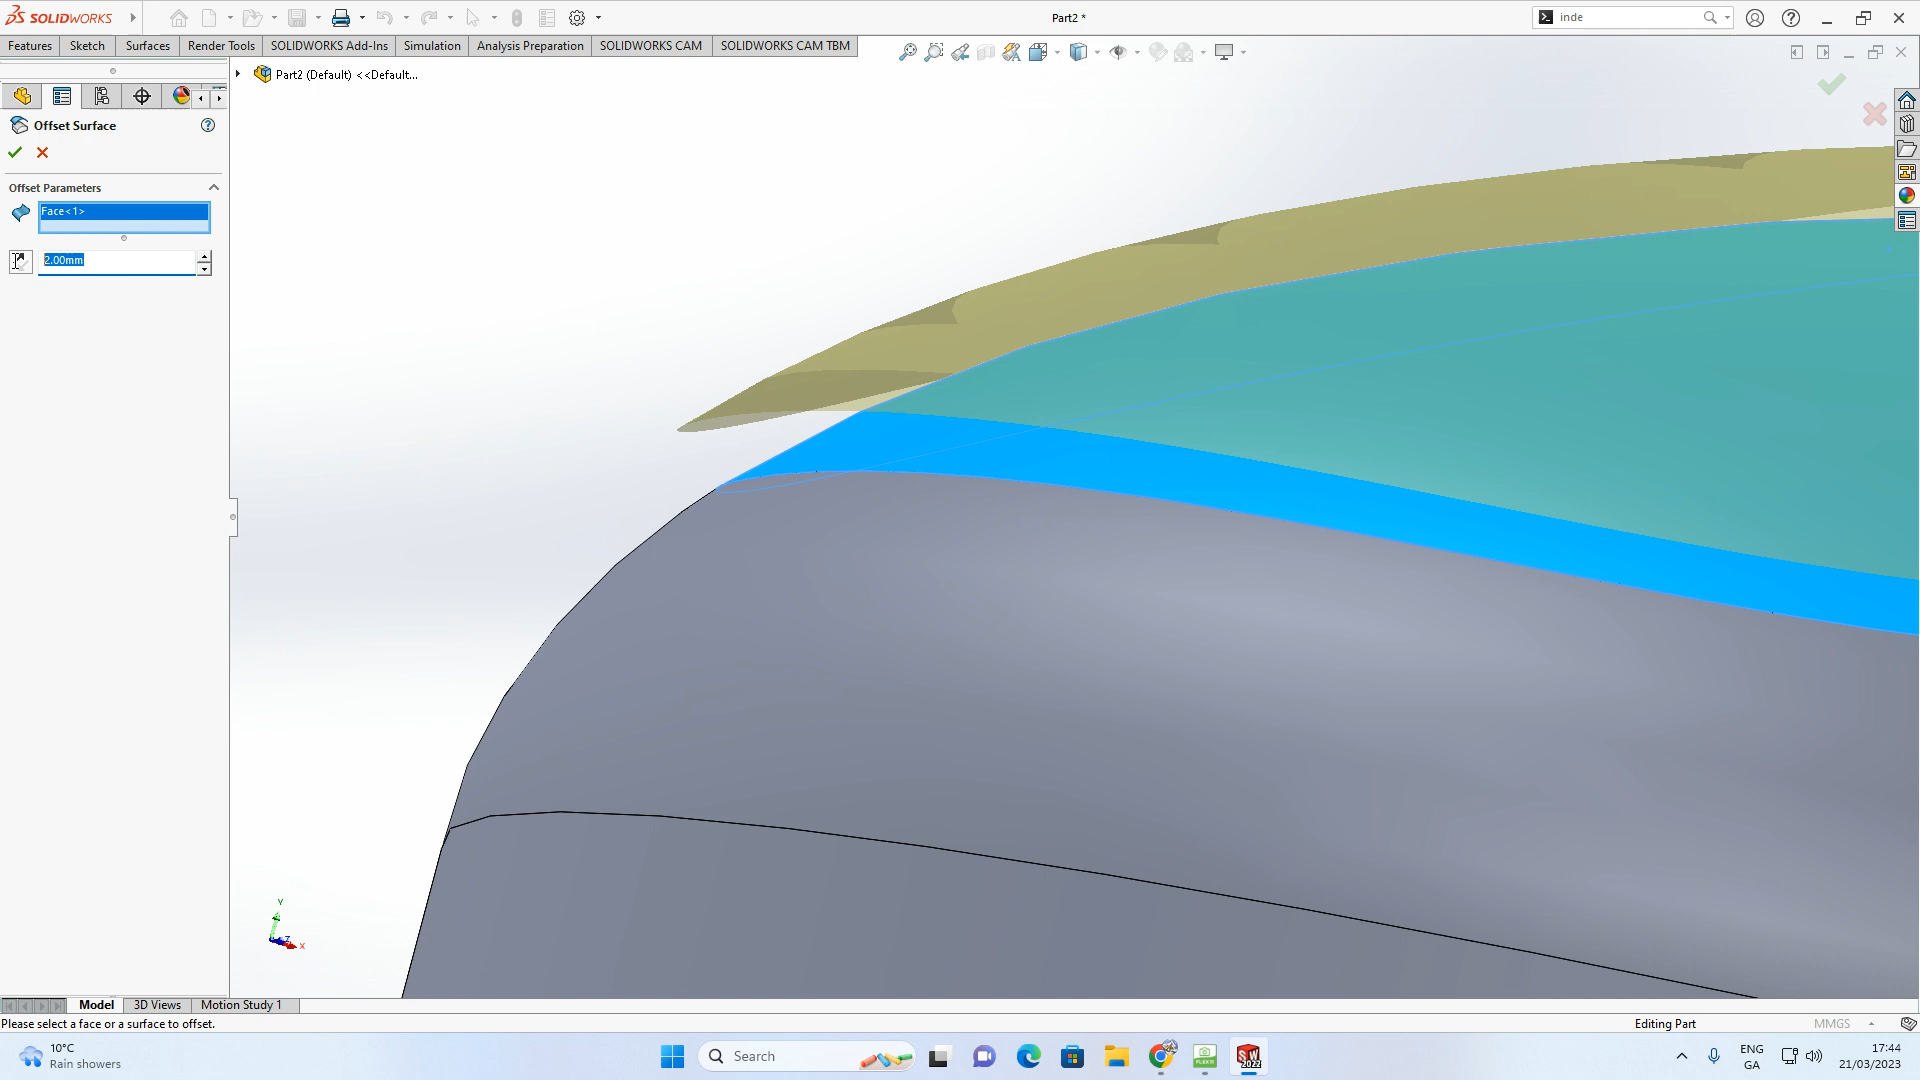 SOLIDWORKS
Part2 *
inde
Features
Sketch
Surfaces
Render Tools
SOLIDWORKS Add-Ins
Simulation
Analysis Preparation
SOLIDWORKS CAM
SOLIDWORKS CAM TBM
Part2 (Default) <<Default...
Offset Surface
Offset Parameters
Face<1>
2.00mm
Y
Z
X
Model
3D Views
Motion Study 1
Please select a face or a surface to offset.
Editing Part
MMGS
10°C
Rain showers
Search
SW
2022
ENG
GA
17:44
21/03/2023